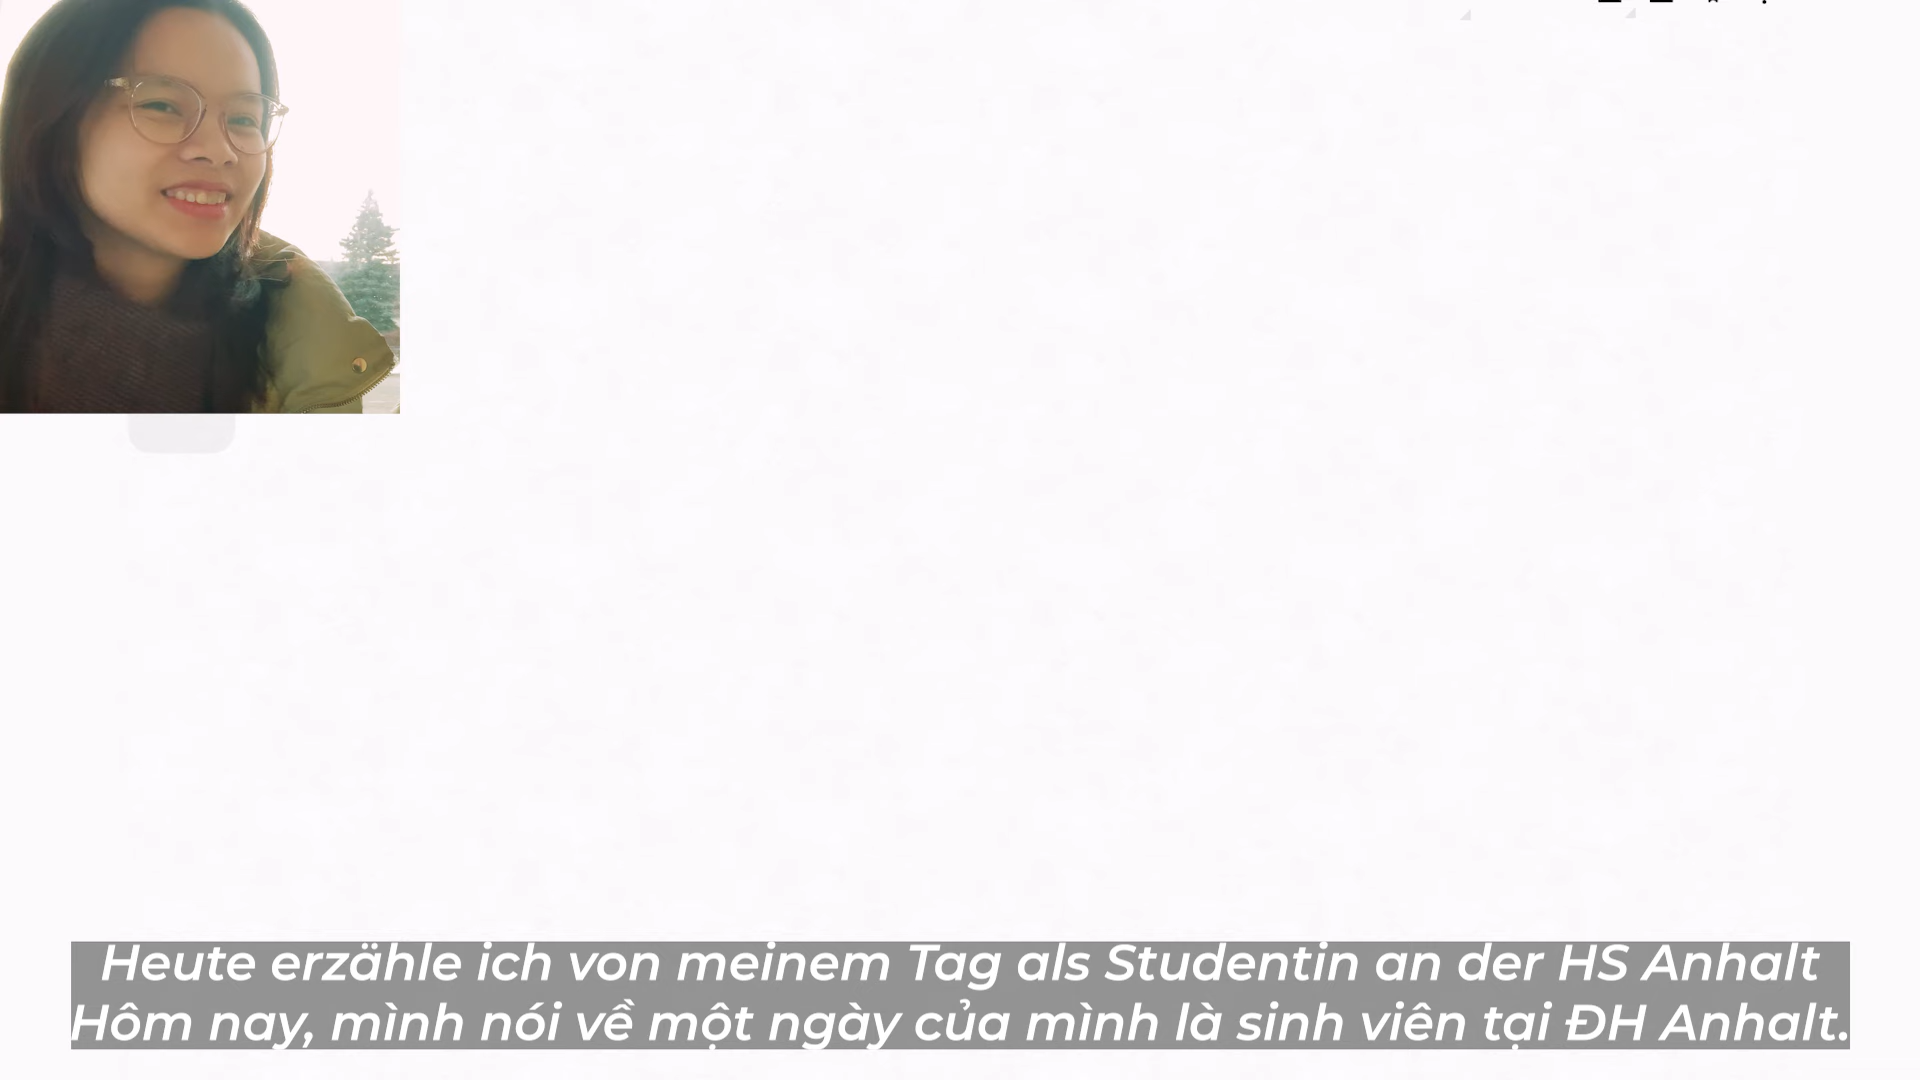 Heute erzähle ich von meinem Tag als Studentin an der HS Anhalt
Hôm nay, mình nói về một ngày của mình là sinh viên tại ĐH Anhalt.